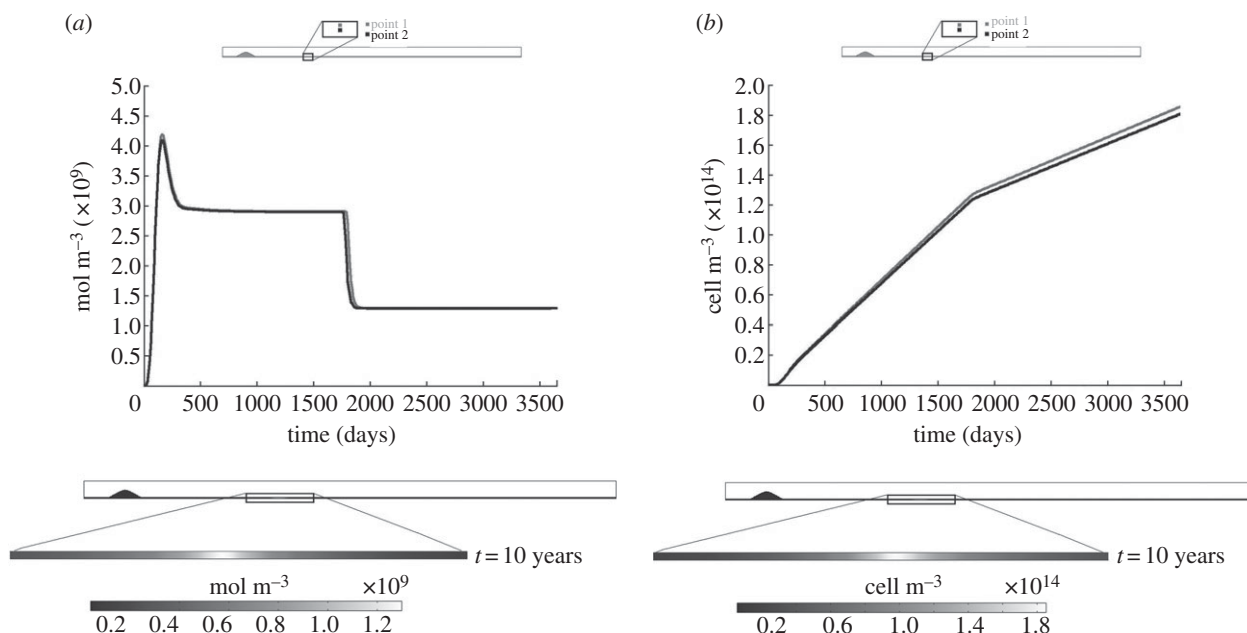 (a)
point 1
point 2
5.0
4.5
4.0
3.5
3.0
2.5
2.0
1.5
1.0
0.5
mol m⁻³ (×10⁹)
0 500 1000 1500 2000 2500 3000 3500
time (days)
t = 10 years
mol m⁻³ ×10⁹
0.2 0.4 0.6 0.8 1.0 1.2
(b)
point 1
point 2
2.0
1.8
1.6
1.4
1.2
1.0
0.8
0.6
0.4
0.2
cell m⁻³ (×10¹⁴)
0 500 1000 1500 2000 2500 3000 3500
time (days)
t = 10 years
cell m⁻³ ×10¹⁴
0.2 0.6 1.0 1.4 1.8